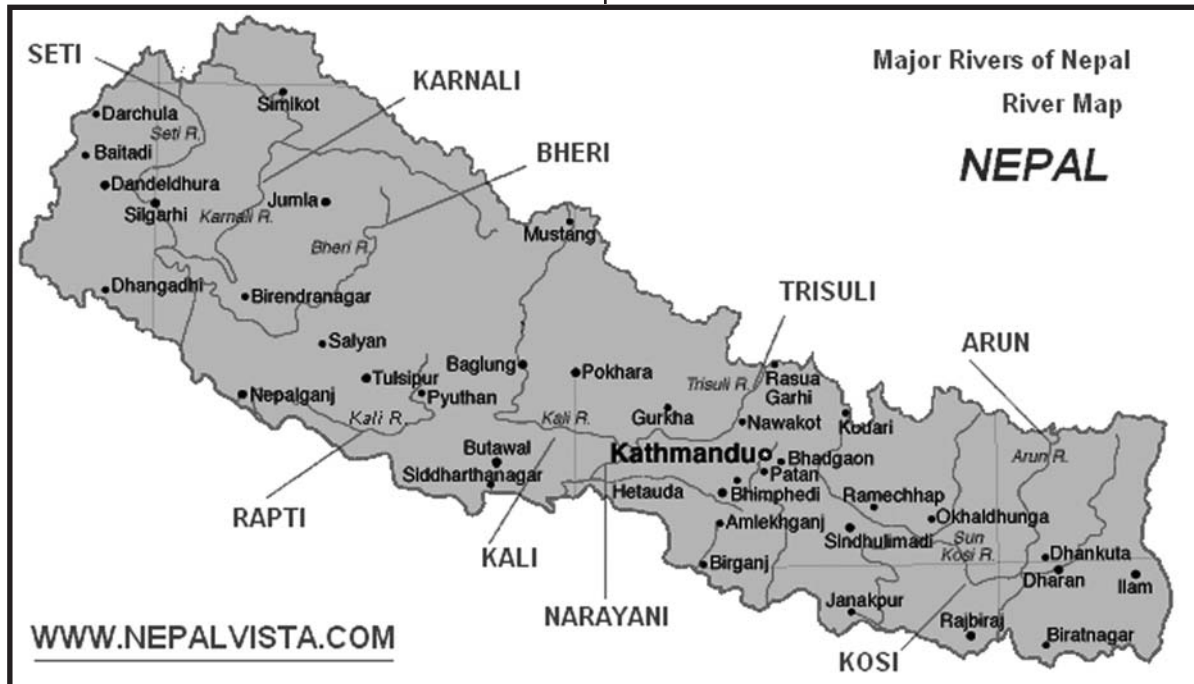 SETI
Major Rivers of Nepal
River Map
NEPAL
KARNALI
BHERI
Simikot
Darchula
Seti R.
Baitadi
Dandeldhura
Silgarhi
Karnali R.
Jumla
Bheri R.
Mustang
Dhangadhi
Birendranagar
TRISULI
Salyan
ARUN
Baglung
Pokhara
Rasua
Garhi
Trisuli R.
Tulsipur
Nepalganj
Pyuthan
Kali R.
Kali R.
Gurkha
Nawakot
Kodari
Butawal
Kathmandu
Bhadgaon
Arun R.
Siddharthanagar
Patan
Hetauda
Bhimphedi
Ramechhap
RAPTI
Amlekhganj
Okhaldhunga
Sindhulimadi
Sun
Kosi R.
KALI
Birganj
Dhankuta
Dharan
Ilam
NARAYANI
Janakpur
Rajbiraj
Biratnagar
WWW.NEPALVISTA.COM
KOSI